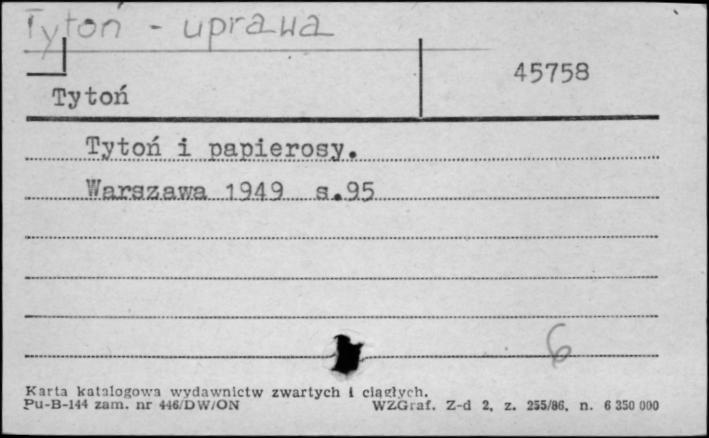 Tytoń - uprawa
45758
Tytoń
Tytoń i papierosy.
Warszawa 1949 s.95
6
Karta katalogowa wydawnictw zwartych i ciągłych.
Pu-B-144 zam. nr 446/DW/ON WZGraf. Z-d 2, z. 255/86, n. 6 350 000